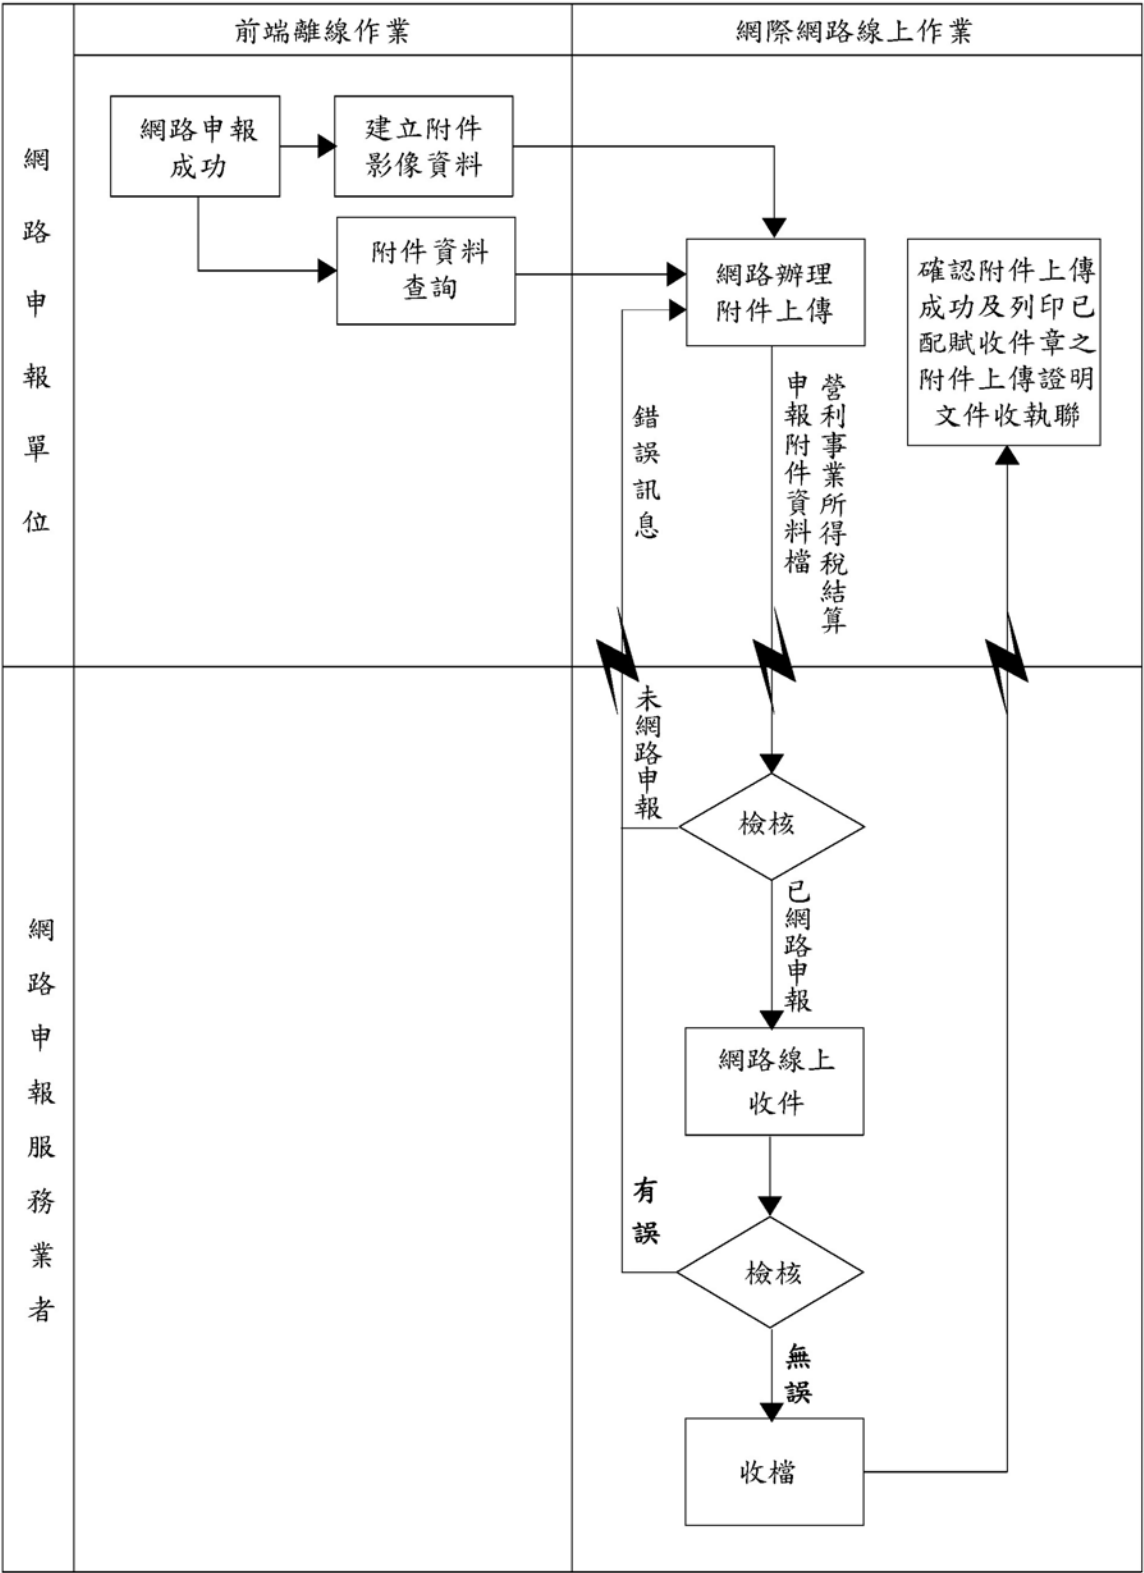 前端離線作業
網際網路線上作業
網路申報單位
網路申報
成功
建立附件
影像資料
附件資料
查詢
網路辦理
附件上傳
確認附件上傳
成功及列印已
配賦收件章之
附件上傳證明
文件收執聯
錯誤訊息
營利事業所得稅結算
申報附件資料檔
網路申報服務業者
未網路申報
檢核
已網路申報
網路線上
收件
有誤
檢核
無誤
收檔